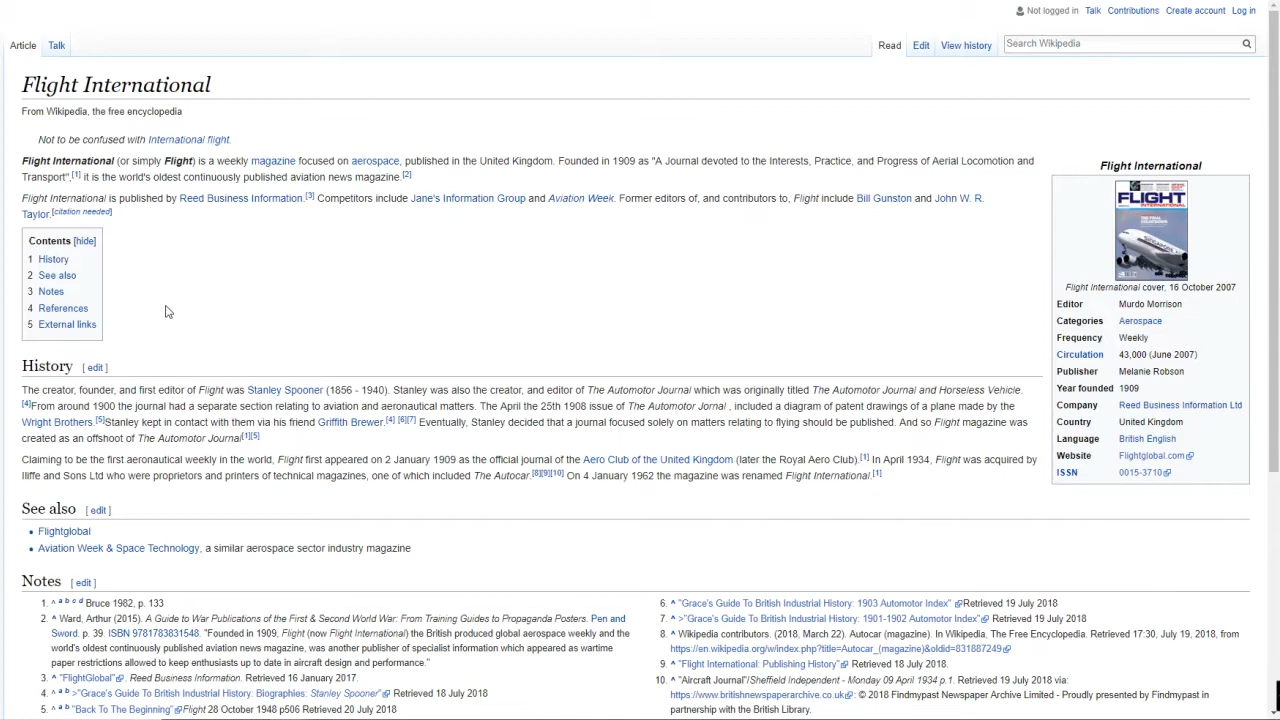 Not logged in Talk Contributions Create account Log in
Article Talk Read Edit View history Search Wikipedia
Flight International
From Wikipedia, the free encyclopedia
Not to be confused with International flight.
Flight International (or simply Flight) is a weekly magazine focused on aerospace, published in the United Kingdom. Founded in 1909 as "A Journal devoted to the Interests, Practice, and Progress of Aerial Locomotion and
Transport",[1] it is the world's oldest continuously published aviation news magazine.[2]
Flight International is published by Reed Business Information.[3] Competitors include Jane's Information Group and Aviation Week. Former editors of, and contributors to, Flight include Bill Gunston and John W. R.
Taylor.[citation needed]
Contents [hide]
1 History
2 See also
3 Notes
4 References
5 External links
Flight International
FLIGHT
INTERNATIONAL
Flight International cover, 16 October 2007
Editor Murdo Morrison
Categories Aerospace
Frequency Weekly
Circulation 43,000 (June 2007)
Publisher Melanie Robson
Year founded 1909
Company Reed Business Information Ltd
Country United Kingdom
Language British English
Website Flightglobal.com
ISSN 0015-3710
History [ edit ]
The creator, founder, and first editor of Flight was Stanley Spooner (1856 - 1940). Stanley was also the creator, and editor of The Automotor Journal which was originally titled The Automotor Journal and Horseless Vehicle.
[4]From around 1900 the journal had a separate section relating to aviation and aeronautical matters. The April the 25th 1908 issue of The Automotor Jornal , included a diagram of patent drawings of a plane made by the
Wright Brothers.[5]Stanley kept in contact with them via his friend Griffith Brewer.[4] [6][7] Eventually, Stanley decided that a journal focused solely on matters relating to flying should be published. And so Flight magazine was
created as an offshoot of The Automotor Journal[1][5]
Claiming to be the first aeronautical weekly in the world, Flight first appeared on 2 January 1909 as the official journal of the Aero Club of the United Kingdom (later the Royal Aero Club).[1] In April 1934, Flight was acquired by
Iliffe and Sons Ltd who were proprietors and printers of technical magazines, one of which included The Autocar.[8][9][10] On 4 January 1962 the magazine was renamed Flight International.[1]
See also [ edit ]
• Flightglobal
• Aviation Week & Space Technology, a similar aerospace sector industry magazine
Notes [ edit ]
1. ^ a b c d Bruce 1982, p. 133
2. ^ Ward, Arthur (2015). A Guide to War Publications of the First & Second World War: From Training Guides to Propaganda Posters. Pen and
Sword. p. 39. ISBN 9781783831548. "Founded in 1909, Flight (now Flight International) the British produced global aerospace weekly and the
world's oldest continuously published aviation news magazine, was another publisher of specialist information which appeared as wartime
paper restrictions allowed to keep enthusiasts up to date in aircraft design and performance."
3. ^ "FlightGlobal". Reed Business Information. Retrieved 16 January 2017.
4. ^ a b >"Grace's Guide To British Industrial History: Biographies: Stanley Spooner" Retrieved 18 July 2018
5. ^ a b "Back To The Beginning" Flight 28 October 1948 p506 Retrieved 20 July 2018
6. ^ "Grace's Guide To British Industrial History: 1903 Automotor Index" Retrieved 19 July 2018
7. ^ >"Grace's Guide To British Industrial History: 1901-1902 Automotor Index" Retrieved 19 July 2018
8. ^ Wikipedia contributors. (2018, March 22). Autocar (magazine). In Wikipedia, The Free Encyclopedia. Retrieved 17:30, July 19, 2018, from
https://en.wikipedia.org/w/index.php?title=Autocar_(magazine)&oldid=831887249
9. ^ "Flight International: Publishing History" Retrieved 18 July 2018.
10. ^ "Aircraft Journal"/Sheffield Independent - Monday 09 April 1934 p.1. Retrieved 19 July 2018 via:
https://www.britishnewspaperarchive.co.uk : © 2018 Findmypast Newspaper Archive Limited - Proudly presented by Findmypast in
partnership with the British Library.